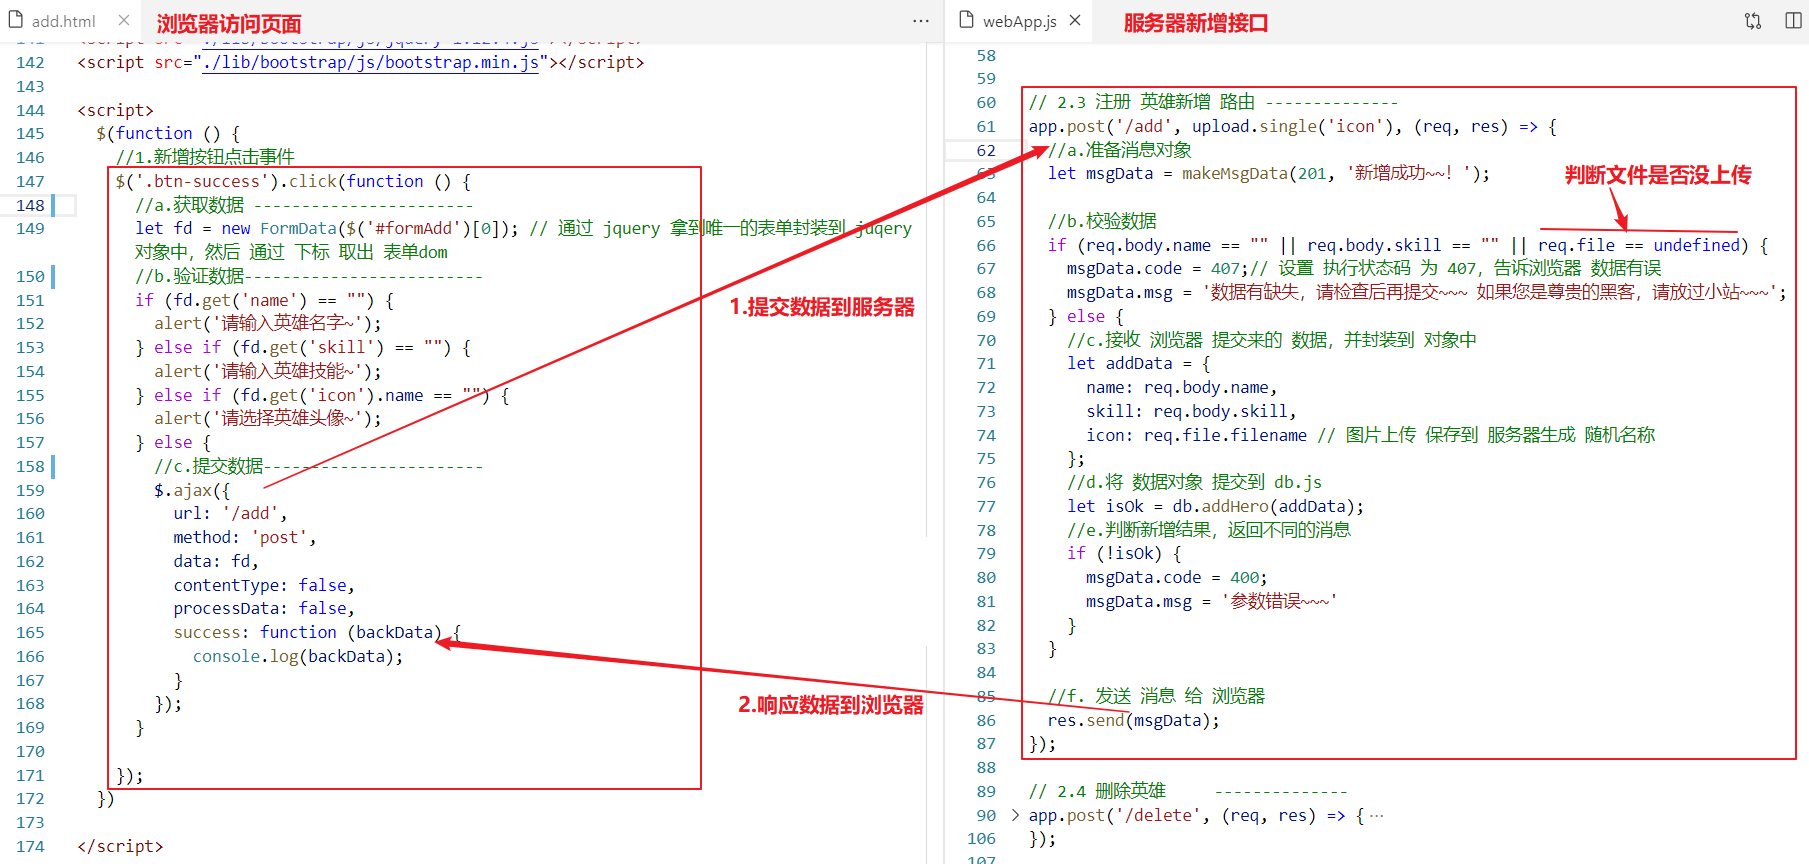 add.html
浏览器访问页面
142 <script src="./lib/bootstrap/js/bootstrap.min.js"></script>
143
144 <script>
145 $(function () {
146 //1.新增按钮点击事件
147 $('.btn-success').click(function () {
148 //a.获取数据 -----------------------
149 let fd = new FormData($('#formAdd')[0]); // 通过 jquery 拿到唯一的表单封装到 juqery
对象中，然后 通过 下标 取出 表单dom
150 //b.验证数据-------------------------
151 if (fd.get('name') == "") {
152 alert('请输入英雄名字~');
153 } else if (fd.get('skill') == "") {
154 alert('请输入英雄技能~');
155 } else if (fd.get('icon').name == "") {
156 alert('请选择英雄头像~');
157 } else {
158 //c.提交数据-----------------------
159 $.ajax({
160 url: '/add',
161 method: 'post',
162 data: fd,
163 contentType: false,
164 processData: false,
165 success: function (backData) {
166 console.log(backData);
167 }
168 });
169 }
170
171 });
172 })
173
174 </script>
1.提交数据到服务器
2.响应数据到浏览器
webApp.js
服务器新增接口
58
59
60 // 2.3 注册 英雄新增 路由 --------------
61 app.post('/add', upload.single('icon'), (req, res) => {
62 //a.准备消息对象
63 let msgData = makeMsgData(201, '新增成功~~！');
判断文件是否没上传
64
65 //b.校验数据
66 if (req.body.name == "" || req.body.skill == "" || req.file == undefined) {
67 msgData.code = 407;// 设置 执行状态码 为 407，告诉浏览器 数据有误
68 msgData.msg = '数据有缺失，请检查后再提交~~~ 如果您是尊贵的黑客，请放过小站~~~';
69 } else {
70 //c.接收 浏览器 提交来的 数据，并封装到 对象中
71 let addData = {
72 name: req.body.name,
73 skill: req.body.skill,
74 icon: req.file.filename // 图片上传 保存到 服务器生成 随机名称
75 };
76 //d.将 数据对象 提交到 db.js
77 let isOk = db.addHero(addData);
78 //e.判断新增结果，返回不同的消息
79 if (!isOk) {
80 msgData.code = 400;
81 msgData.msg = '参数错误~~~'
82 }
83 }
84
85 //f. 发送 消息 给 浏览器
86 res.send(msgData);
87 });
88
89 // 2.4 删除英雄 --------------
90 app.post('/delete', (req, res) => { ···
106 });